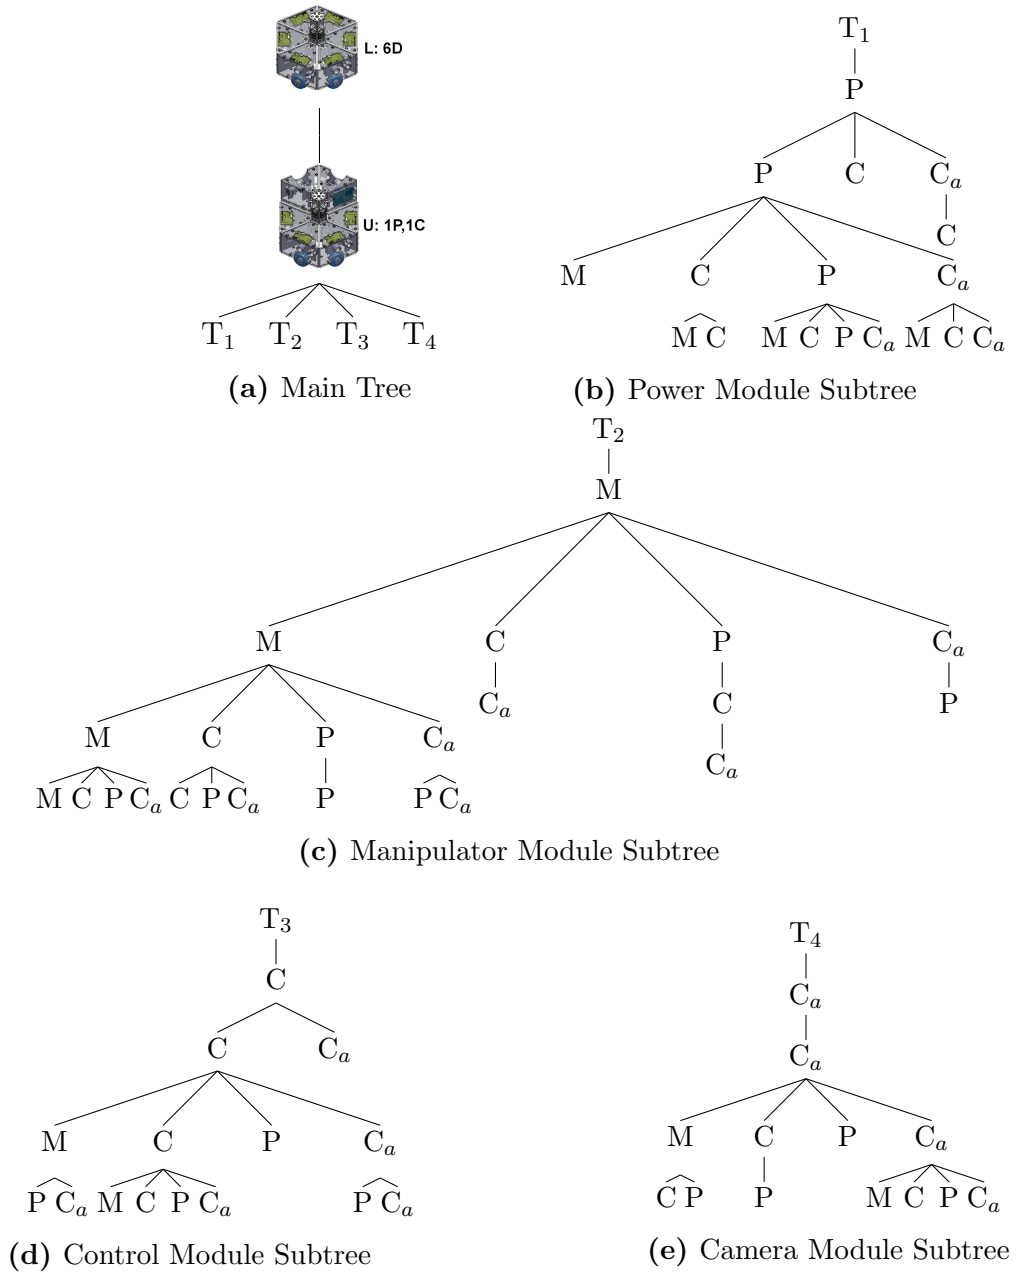 L: 6D
U: 1P,1C
T1 T2 T3 T4
(a) Main Tree
T1
P
P C Ca
C
M C P Ca
M C M C P Ca M C Ca
(b) Power Module Subtree
T2
M
M C P Ca
Ca C P
M C P Ca
Ca
M C P Ca C P Ca P P Ca
(c) Manipulator Module Subtree
T3
C
C Ca
M C P Ca
P Ca M C P Ca P Ca
(d) Control Module Subtree
T4
Ca
Ca
M C P Ca
C P P M C P Ca
(e) Camera Module Subtree